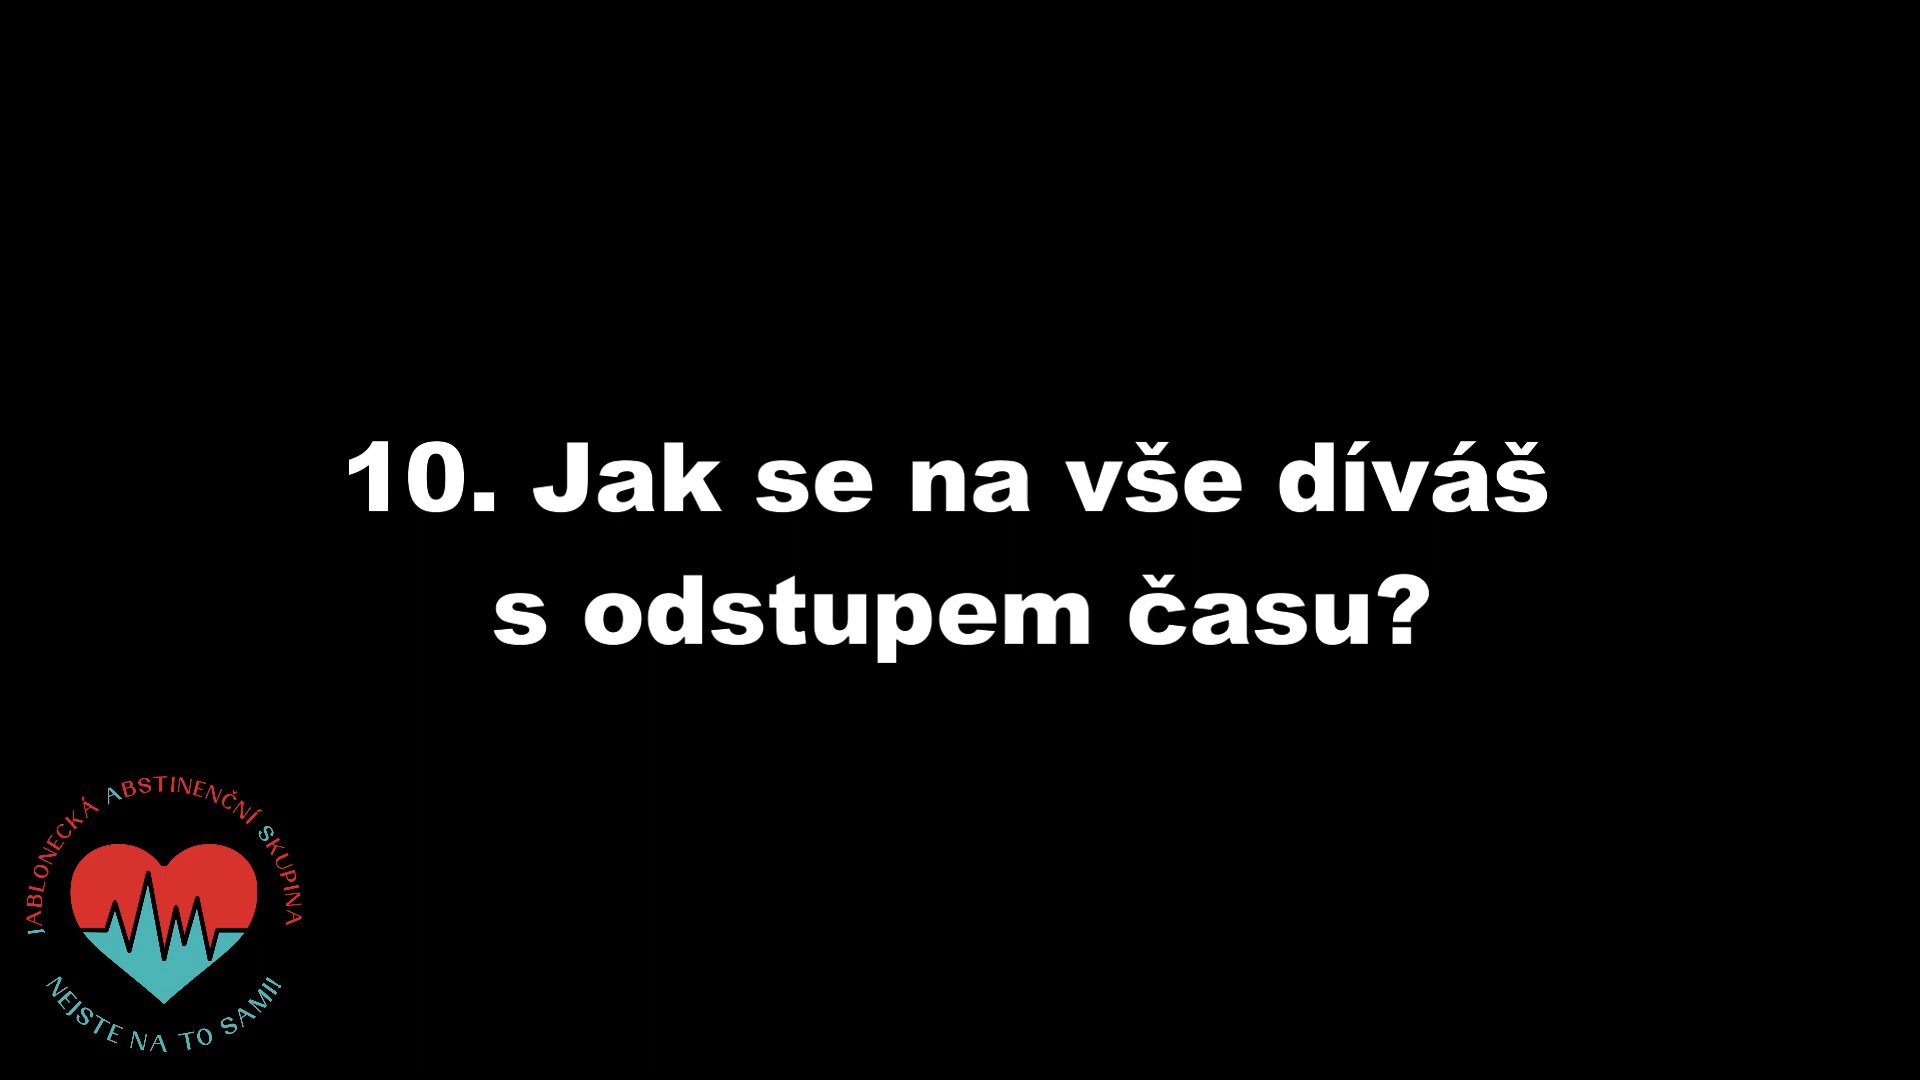 10. Jak se na vše díváš
s odstupem času?
JABLONECKÁ ABSTINENČNÍ SKUPINA
NEJSTE NA TO SAMI!